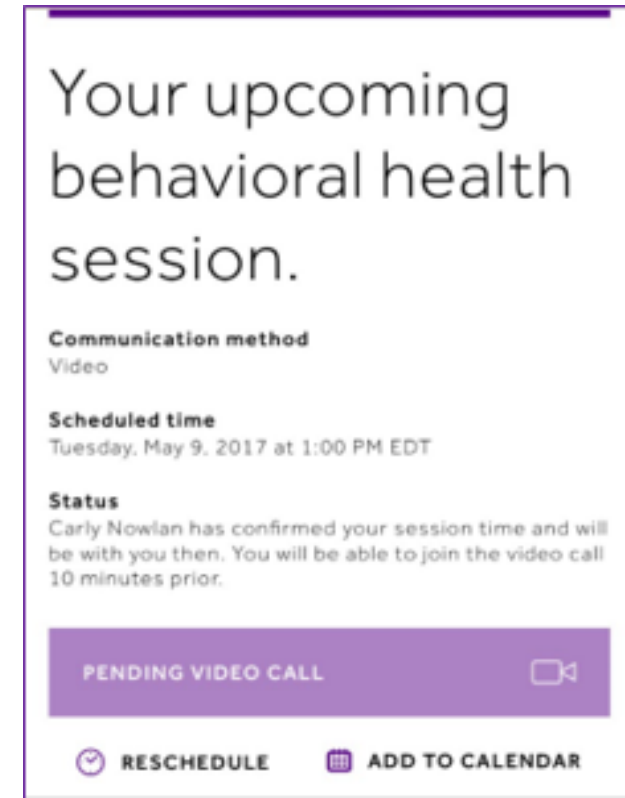 Your upcoming
behavioral health
session.
Communication method
Video
Scheduled time
Tuesday, May 9, 2017 at 1:00 PM EDT
Status
Carly Nowlan has confirmed your session time and will
be with you then. You will be able to join the video call
10 minutes prior.
PENDING VIDEO CALL
RESCHEDULE ADD TO CALENDAR